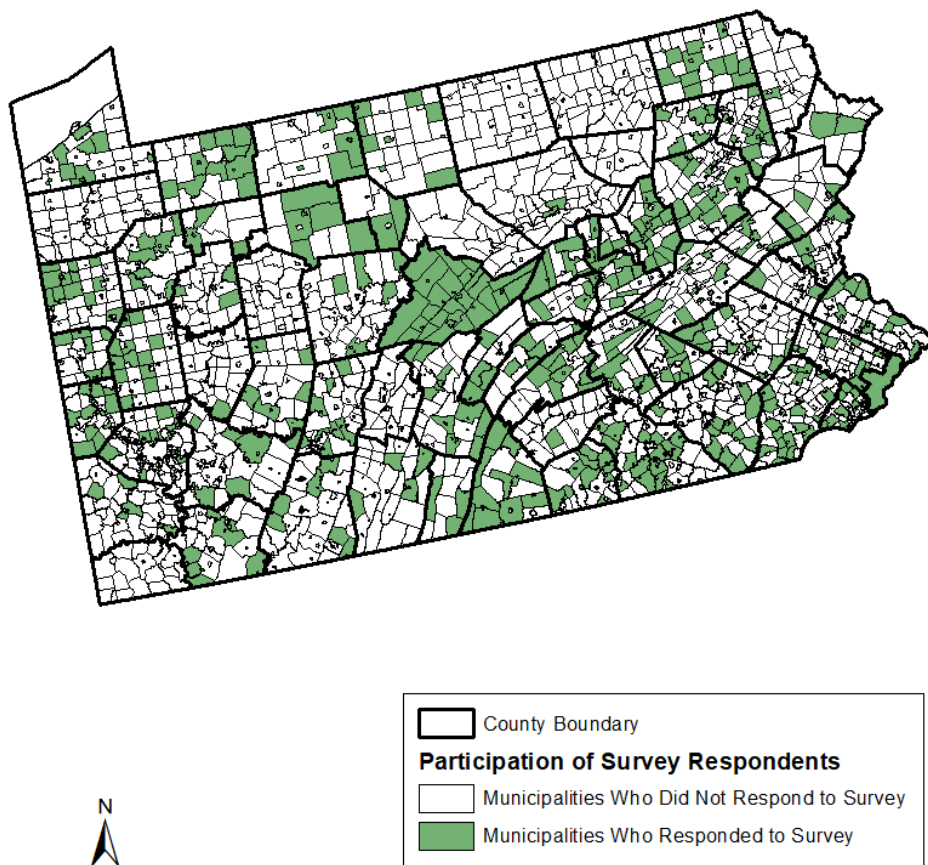 County Boundary
Participation of Survey Respondents
Municipalities Who Did Not Respond to Survey
Municipalities Who Responded to Survey
N